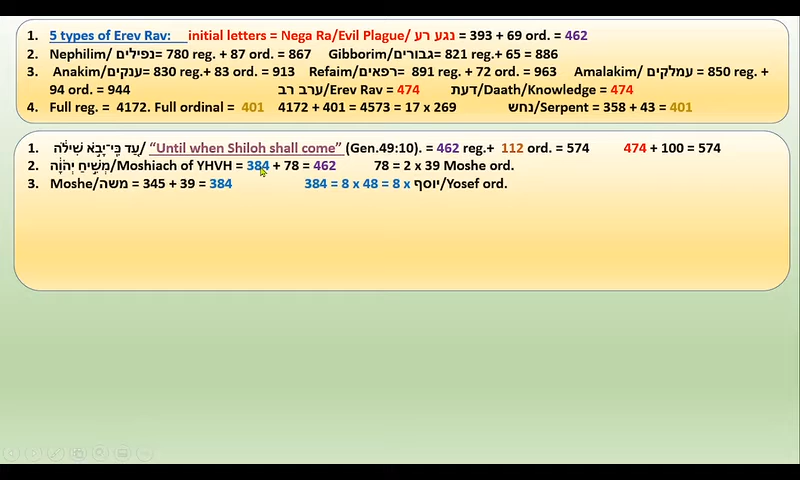 1. 5 types of Erev Rav: initial letters = Nega Ra/Evil Plague/ נגע רע = 393 + 69 ord. = 462
2. Nephilim/נפילים= 780 reg. + 87 ord. = 867 Gibborim/גבורים= 821 reg.+ 65 = 886
3. Anakim/ענקים= 830 reg.+ 83 ord. = 913 Refaim/רפאים= 891 reg.+ 72 ord. = 963 Amalakim/ עמלקים = 850 reg. +
94 ord. = 944 ערב רב/Erev Rav = 474 דעת/Daath/Knowledge = 474
4. Full reg. = 4172. Full ordinal = 401 4172 + 401 = 4573 = 17 x 269 נחש/Serpent = 358 + 43 = 401
1. עַ֚ד כִּֽי־יָבֹ֣א שִׁילֹ֔ה/ “Until when Shiloh shall come” (Gen.49:10). = 462 reg.+ 112 ord. = 574 474 + 100 = 574
2. מְשִׁ֣יחַ יְהוָ֔ה/Moshiach of YHVH = 384 + 78 = 462 78 = 2 x 39 Moshe ord.
3. Moshe/משה = 345 + 39 = 384 384 = 8 x 48 = 8 x יוסף/Yosef ord.